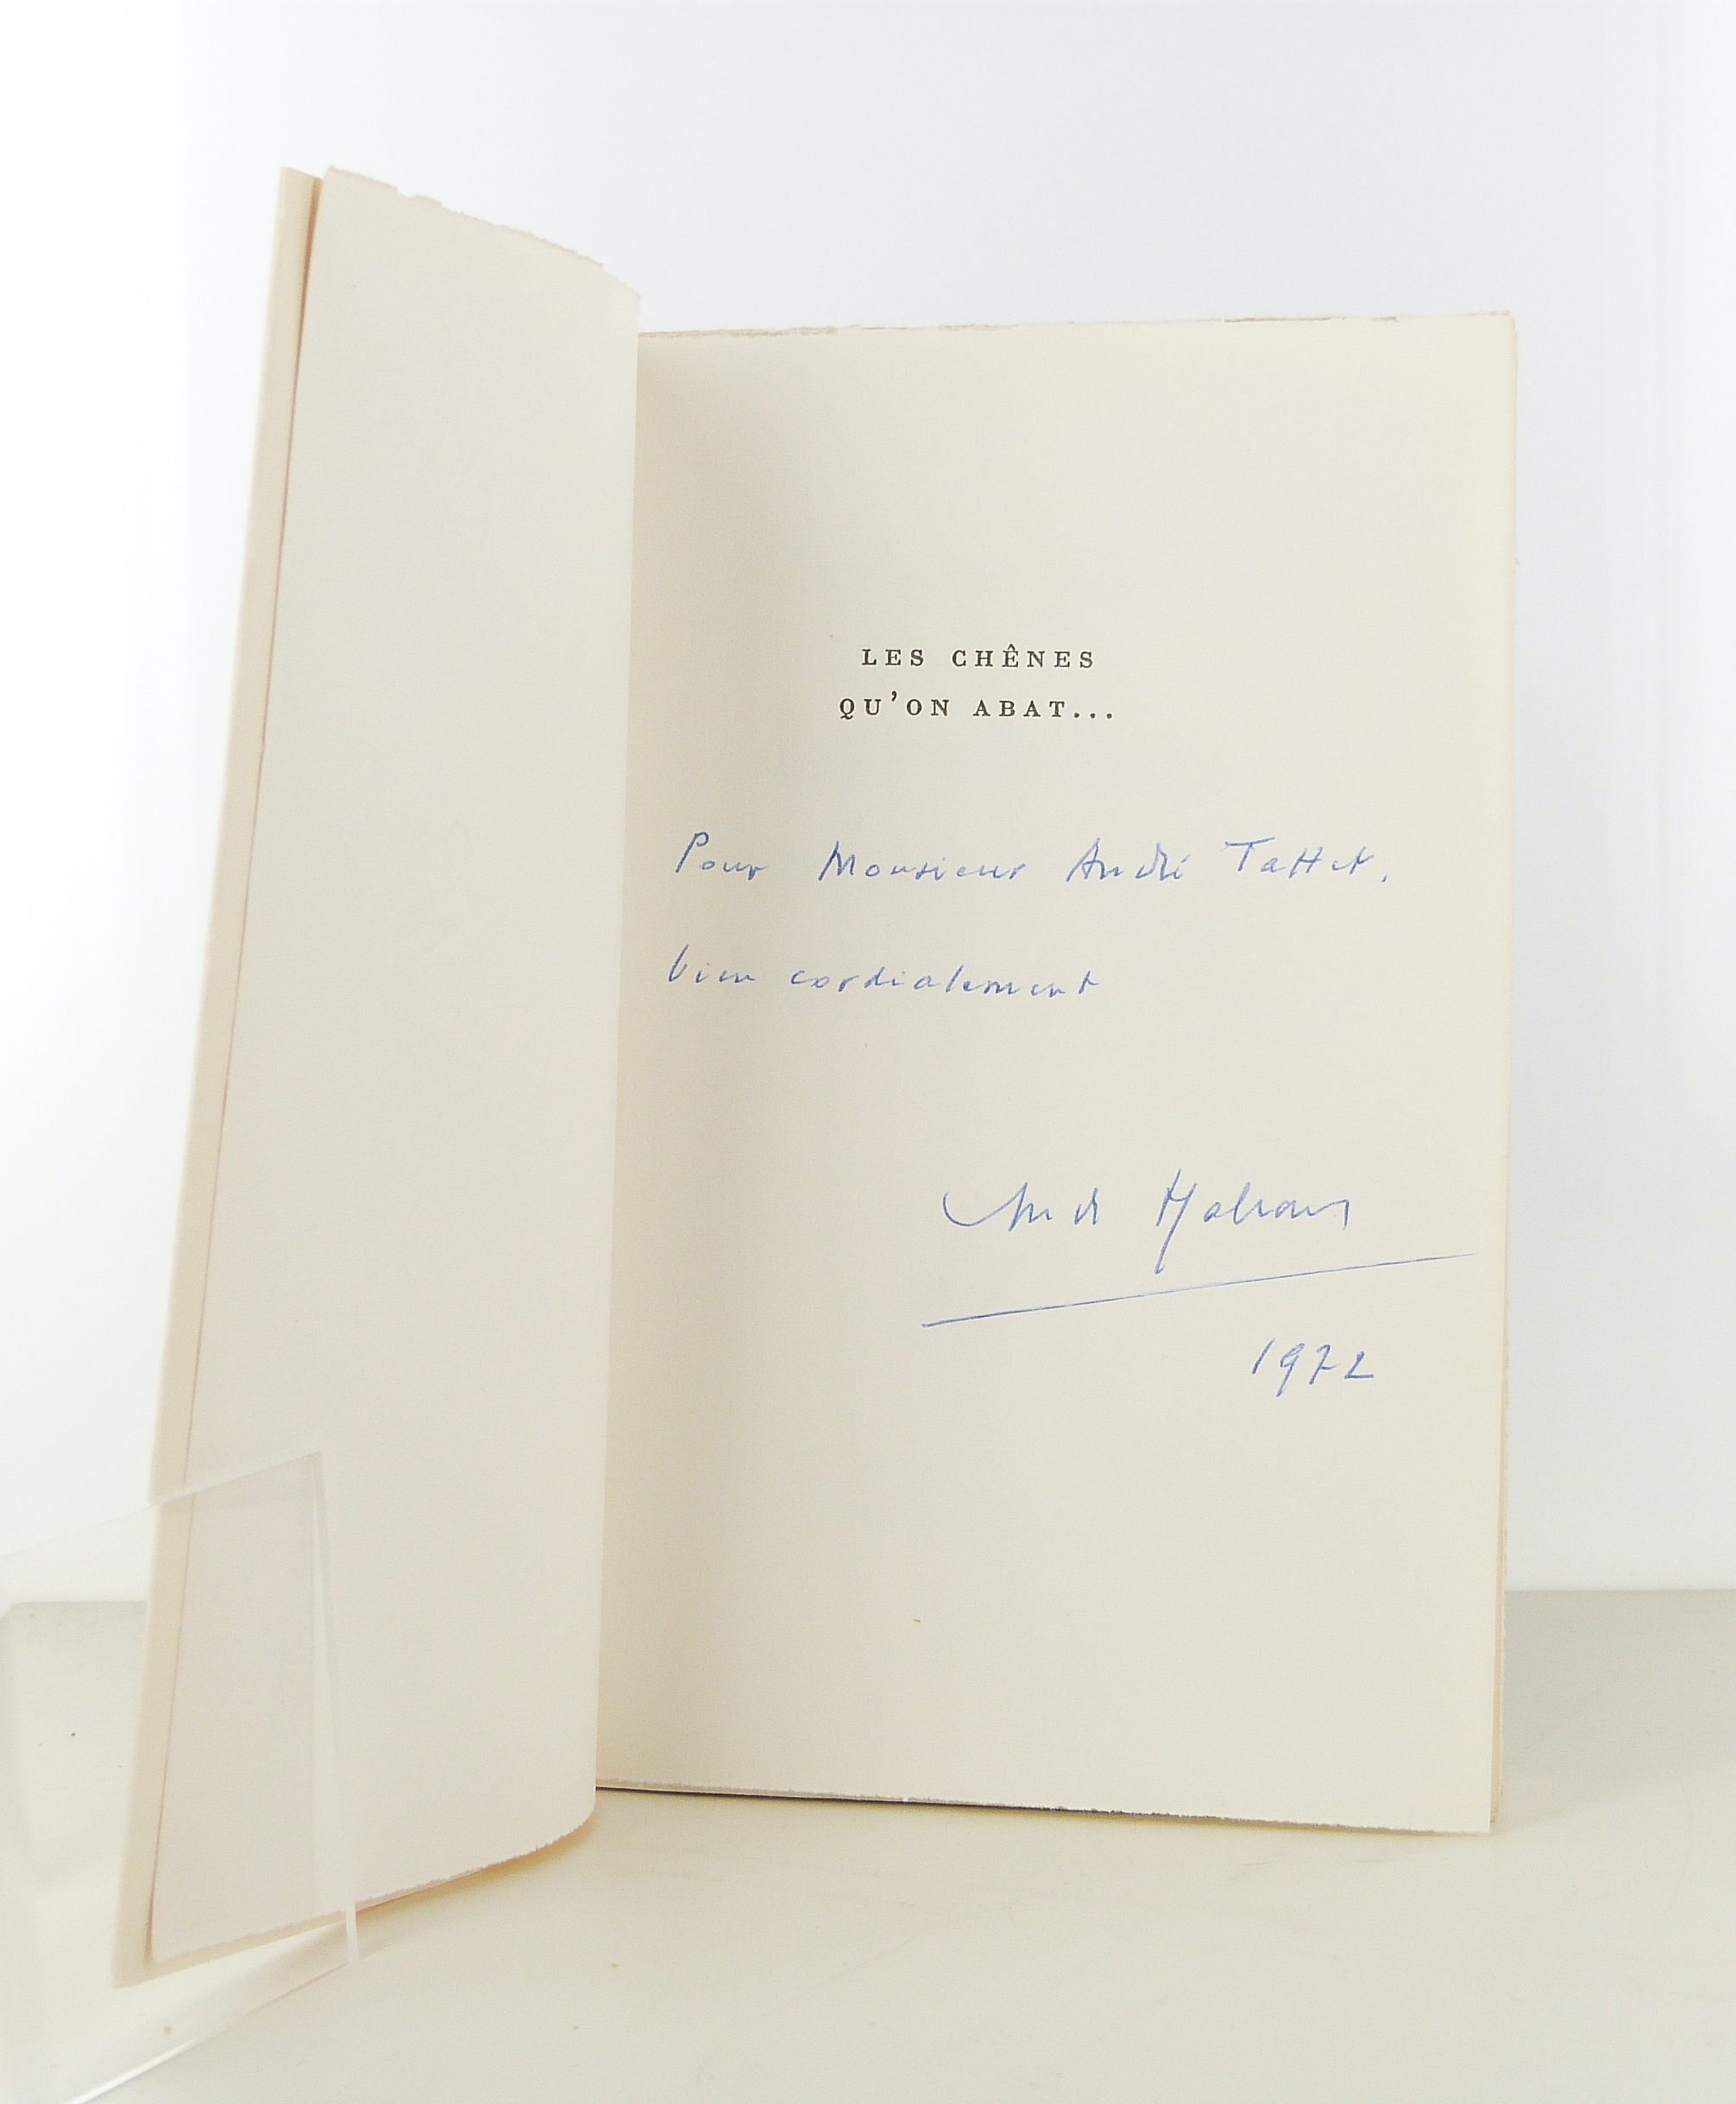 LES CHÊNES
QU'ON ABAT...
Pour Monsieur André Tattet,
bien cordialement
André Malraux
1972